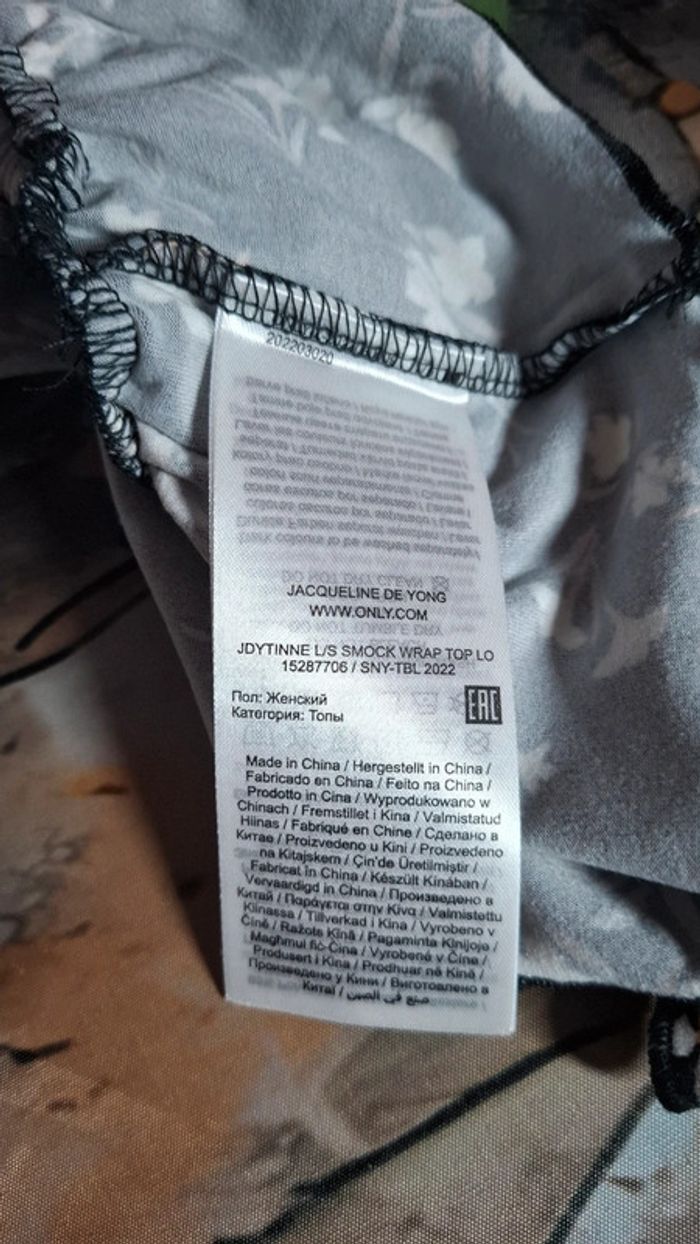 202203020
JACQUELINE DE YONG
WWW.ONLY.COM
JDYTINNE L/S SMOCK WRAP TOP LO
15287706 / SNY-TBL 2022
Пол: Женский
Категория: Топы
EAC
Made in China / Hergestellt in China /
Fabricado en China / Feito na China /
Prodotto in Cina / Wyprodukowano w
Chinach / Fremstillet i Kina / Valmistatud
Hiinas / Fabriqué en Chine / Сделано в
Китае / Proizvedeno u Kini / Proizvedeno
na Kitajskem / Çin'de Üretilmiştir /
Fabricat în China / Készült Kínában /
Vervaardigd in China / Произведено в
Китай / Παράγεται στην Κίνα / Valmistettu
Kiinassa / Tillverkad i Kina / Vyrobeno v
Číně / Ražots Ķīnā / Pagaminta Kinijoje /
Maghmul fiċ-Ċina / Vyrobené v Číne /
Produsert i Kina / Prodhuar në Kinë /
Произведено у Кини / Виготовлено в
Китаї / صنع في الصين